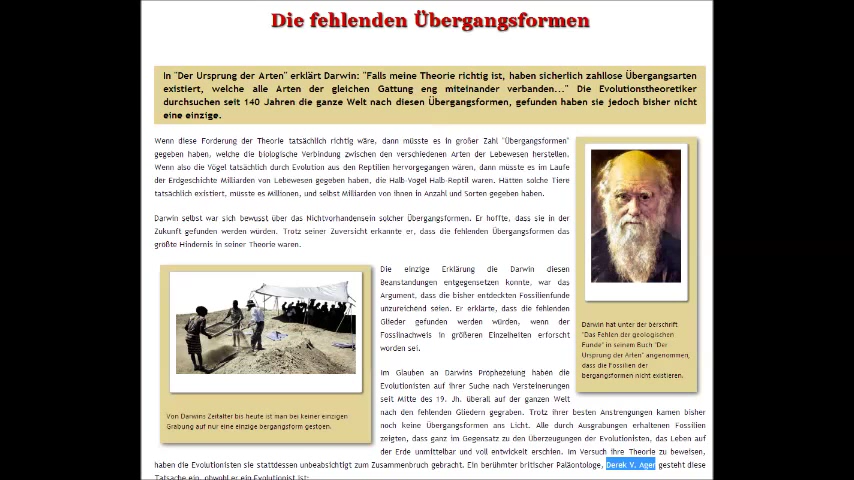 Die fehlenden Übergangsformen
In "Der Ursprung der Arten" erklärt Darwin: "Falls meine Theorie richtig ist, haben sicherlich zahllose Übergangsarten
existiert, welche alle Arten der gleichen Gattung eng miteinander verbanden..." Die Evolutionstheoretiker
durchsuchen seit 140 Jahren die ganze Welt nach diesen Übergangsformen, gefunden haben sie jedoch bisher nicht
eine einzige.
Wenn diese Forderung der Theorie tatsächlich richtig wäre, dann müsste es in großer Zahl "Übergangsformen"
gegeben haben, welche die biologische Verbindung zwischen den verschiedenen Arten der Lebewesen herstellen.
Wenn also die Vögel tatsächlich durch Evolution aus den Reptilien hervorgegangen wären, dann müsste es im Laufe
der Erdgeschichte Milliarden von Lebewesen gegeben haben, die Halb-Vogel Halb-Reptil waren. Hätten solche Tiere
tatsächlich existiert, müsste es Millionen, und selbst Milliarden von ihnen in Anzahl und Sorten gegeben haben.
Darwin selbst war sich bewusst über das Nichtvorhandensein solcher Übergangsformen. Er hoffte, dass sie in der
Zukunft gefunden werden würden. Trotz seiner Zuversicht erkannte er, dass die fehlenden Übergangsformen das
größte Hindernis in seiner Theorie waren.
Darwin hat unter der berschrift
"Das Fehlen der geologischen
Funde" in seinem Buch "Der
Ursprung der Arten" angenommen,
dass die Fossilien der
bergangsformen nicht existieren.
Die einzige Erklärung die Darwin diesen
Beanstandungen entgegensetzen konnte, war das
Argument, dass die bisher entdeckten Fossilienfunde
unzureichend seien. Er erklärte, dass die fehlenden
Glieder gefunden werden würden, wenn der
Fossilnachweis in größeren Einzelheiten erforscht
worden sei.
Von Darwins Zeitalter bis heute ist man bei keiner einzigen
Grabung auf nur eine einzige bergangsform gestoen.
Im Glauben an Darwins Prophezeiung haben die
Evolutionisten auf ihrer Suche nach Versteinerungen
seit Mitte des 19. Jh. überall auf der ganzen Welt
nach den fehlenden Gliedern gegraben. Trotz ihrer besten Anstrengungen kamen bisher
noch keine Übergangsformen ans Licht. Alle durch Ausgrabungen erhaltenen Fossilien
zeigten, dass ganz im Gegensatz zu den Überzeugungen der Evolutionisten, das Leben auf
der Erde unmittelbar und voll entwickelt erschien. Im Versuch ihre Theorie zu beweisen,
haben die Evolutionisten sie stattdessen unbeabsichtigt zum Zusammenbruch gebracht. Ein berühmter britischer Paläontologe, Derek V. Ager gesteht diese
Tatsache ein, obwohl er ein Evolutionist ist: